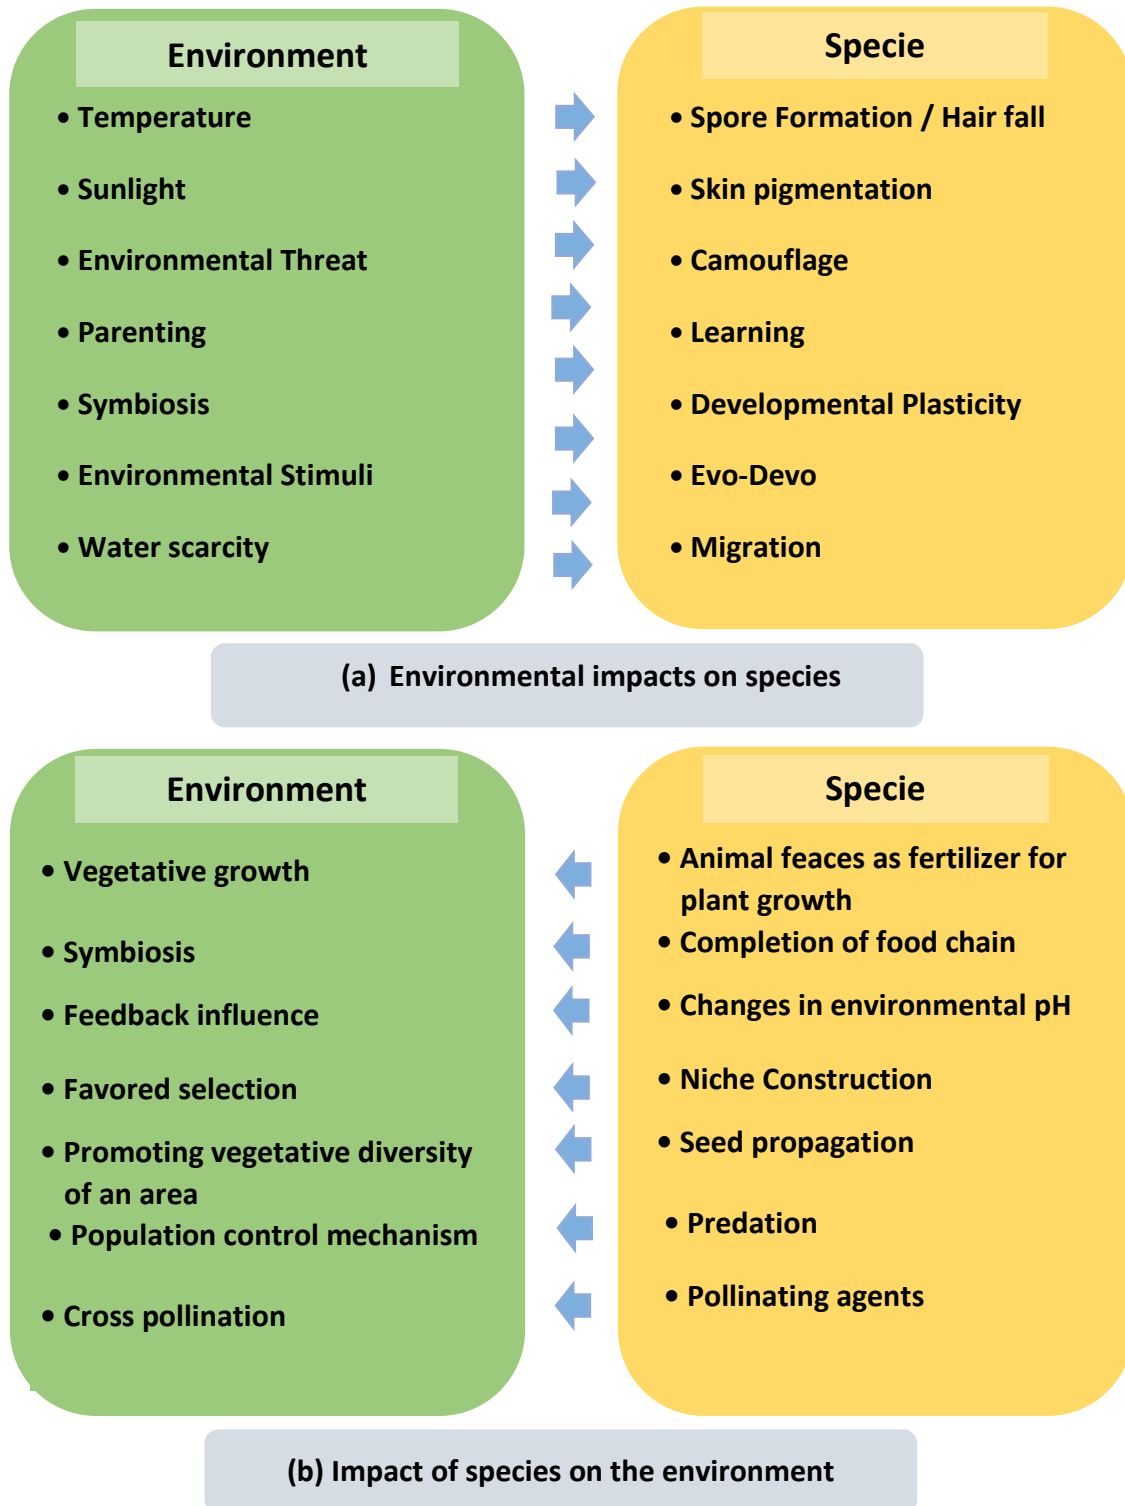 Environment
• Temperature
• Sunlight
• Environmental Threat
• Parenting
• Symbiosis
• Environmental Stimuli
• Water scarcity
Specie
• Spore Formation / Hair fall
• Skin pigmentation
• Camouflage
• Learning
• Developmental Plasticity
• Evo-Devo
• Migration
(a) Environmental impacts on species
Environment
• Vegetative growth
• Symbiosis
• Feedback influence
• Favored selection
• Promoting vegetative diversity
of an area
• Population control mechanism
• Cross pollination
Specie
• Animal feaces as fertilizer for
plant growth
• Completion of food chain
• Changes in environmental pH
• Niche Construction
• Seed propagation
• Predation
• Pollinating agents
(b) Impact of species on the environment